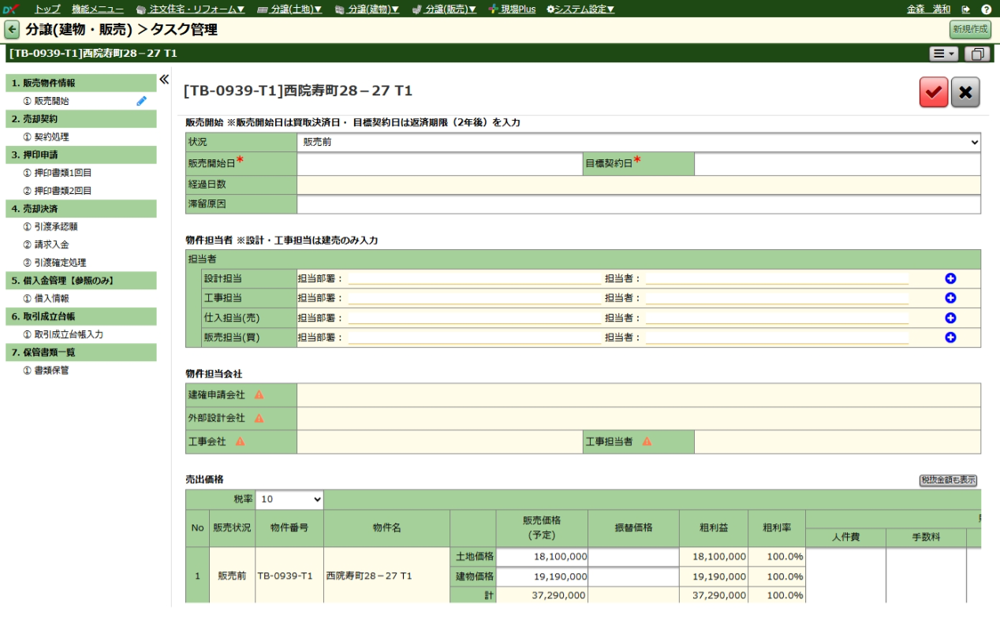 DX トップ 機能メニュー 注文住宅・リフォーム▼ 分譲(土地)▼ 分譲(建物)▼ 分譲(販売)▼ 現場Plus システム設定▼ 金森 満和
分譲(建物・販売) >タスク管理 新規作成
[TB-0939-T1]西院寿町28－27 T1
1. 販売物件情報
① 販売開始
2. 売却契約
① 契約処理
3. 押印申請
① 押印書類1回目
② 押印書類2回目
4. 売却決済
① 引渡承認願
② 請求入金
③ 引渡確定処理
5. 借入金管理【参照のみ】
① 借入情報
6. 取引成立台帳
① 取引成立台帳入力
7. 保管書類一覧
① 書類保管
[TB-0939-T1]西院寿町28－27 T1
販売開始 ※販売開始日は買取決済日・ 目標契約日は返済期限（2年後）を入力
状況 販売前
販売開始日* 目標契約日*
経過日数
滞留原因
物件担当者 ※設計・工事担当は建売のみ入力
担当者
設計担当 担当部署： 担当者：
工事担当 担当部署： 担当者：
仕入担当(売) 担当部署： 担当者：
販売担当(買) 担当部署： 担当者：
物件担当会社
建確申請会社
外部設計会社
工事会社 工事担当者
売出価格 税抜金額も表示
税率 10
No 販売状況 物件番号 物件名 販売価格(予定) 振替価格 粗利益 粗利率
人件費 手数料
土地価格 18,100,000 18,100,000 100.0%
1 販売前 TB-0939-T1 西院寿町28－27 T1 建物価格 19,190,000 19,190,000 100.0%
計 37,290,000 37,290,000 100.0%